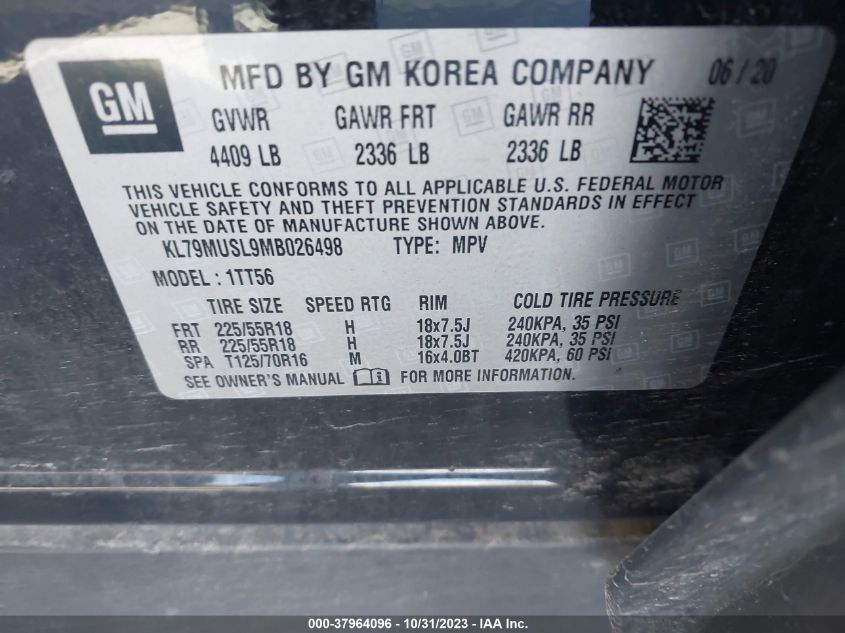 GM
MFD BY GM KOREA COMPANY 06/20
GVWR GAWR FRT GAWR RR
4409 LB 2336 LB 2336 LB
THIS VEHICLE CONFORMS TO ALL APPLICABLE U.S. FEDERAL MOTOR
VEHICLE SAFETY AND THEFT PREVENTION STANDARDS IN EFFECT
ON THE DATE OF MANUFACTURE SHOWN ABOVE.
KL79MUSL9MB026498 TYPE: MPV
MODEL : 1TT56
TIRE SIZE SPEED RTG RIM COLD TIRE PRESSURE
FRT 225/55R18 H 18x7.5J 240KPA, 35 PSI
RR 225/55R18 H 18x7.5J 240KPA, 35 PSI
SPA T125/70R16 M 16x4.0BT 420KPA, 60 PSI
SEE OWNER'S MANUAL FOR MORE INFORMATION.
000-37964096 - 10/31/2023 - IAA Inc.